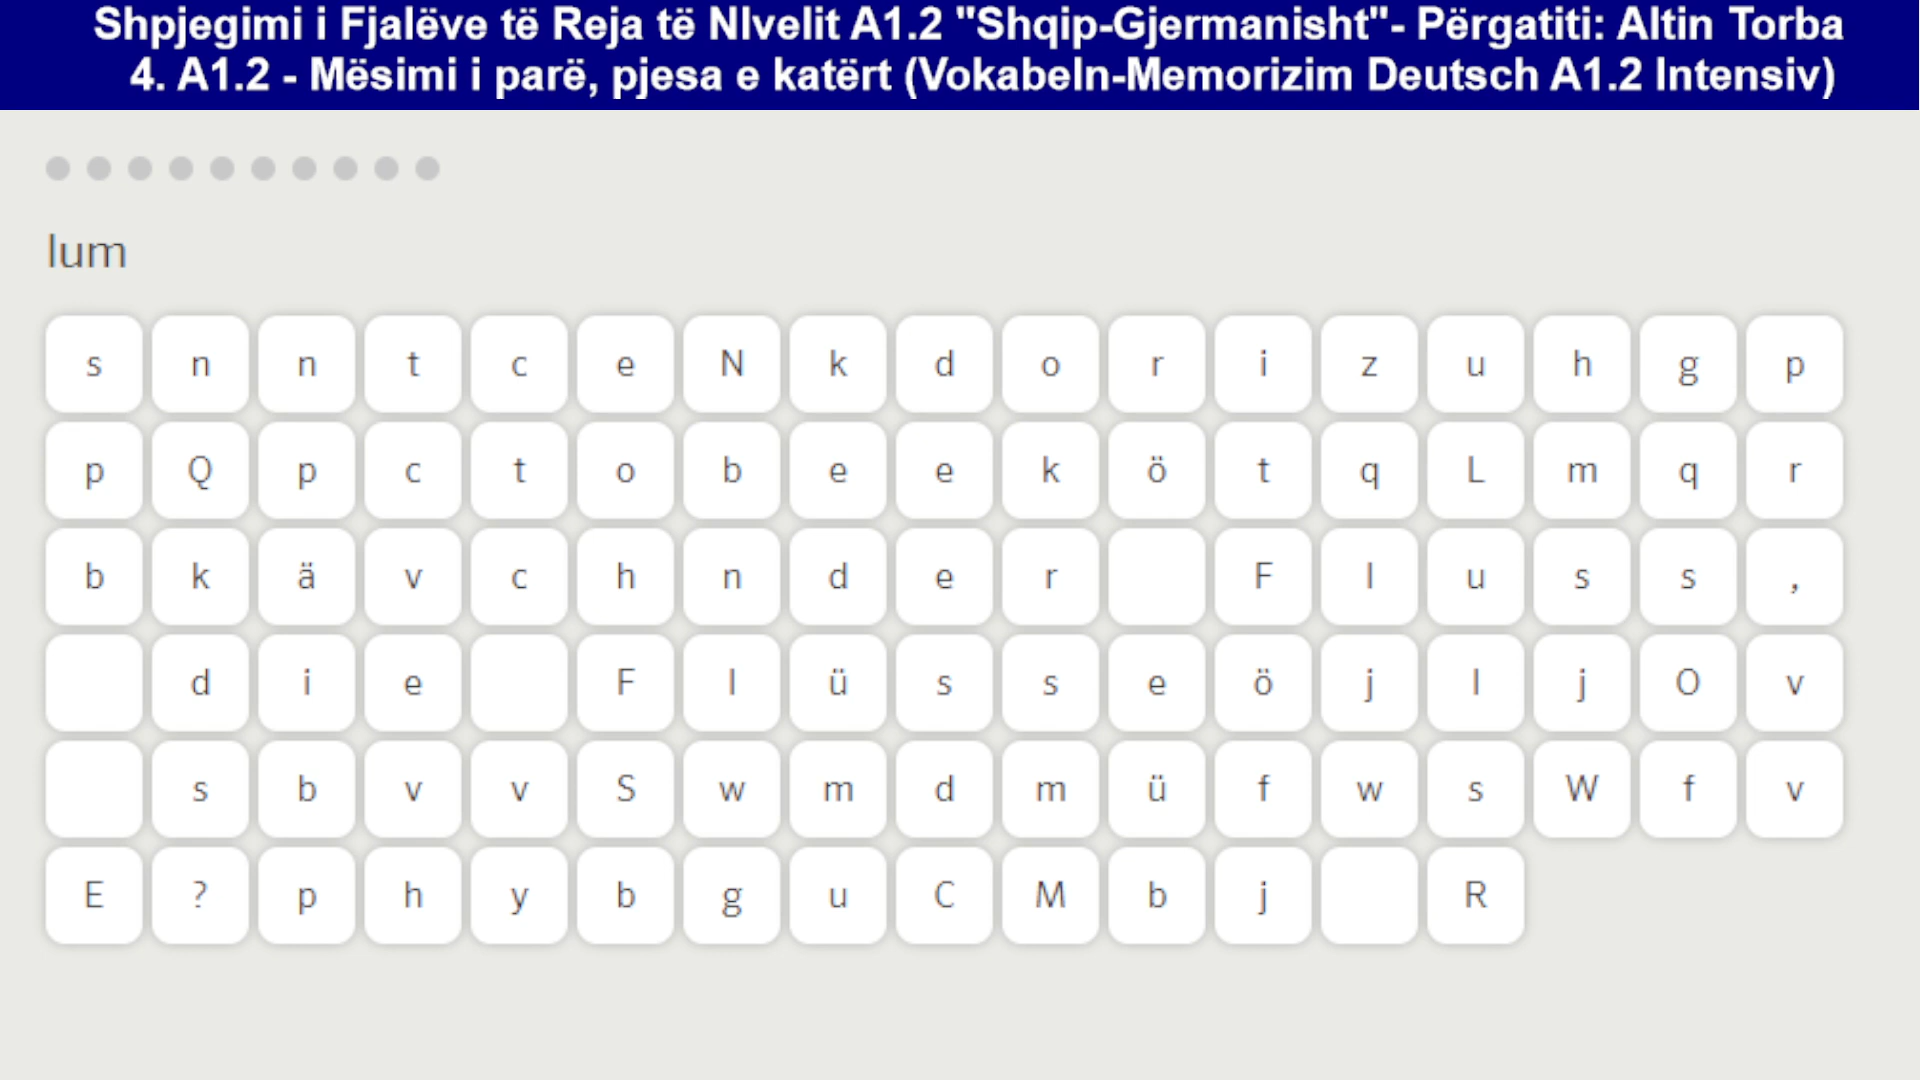 Shpjegimi i Fjalëve të Reja të NIvelit A1.2 "Shqip-Gjermanisht"- Përgatiti: Altin Torba
4. A1.2 - Mësimi i parë, pjesa e katërt (Vokabeln-Memorizim Deutsch A1.2 Intensiv)
lum
s n n t c e N k d o r i z u h g p
p Q p c t o b e e k ö t q L m q r
b k ä v c h n d e r F l u s s ,
d i e F l ü s s e ö j l j O v
s b v v S w m d m ü f w s W f v
E ? p h y b g u C M b j R